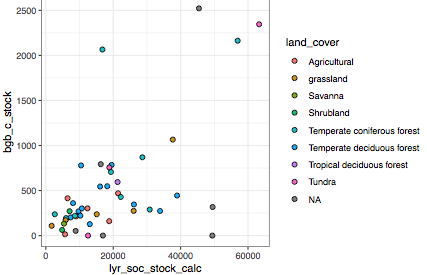 2500
2000
1500
1000
500
0
bgb_c_stock
0
20000
40000
60000
lyr_soc_stock_calc
land_cover
Agricultural
grassland
Savanna
Shrubland
Temperate coniferous forest
Temperate deciduous forest
Tropical deciduous forest
Tundra
NA